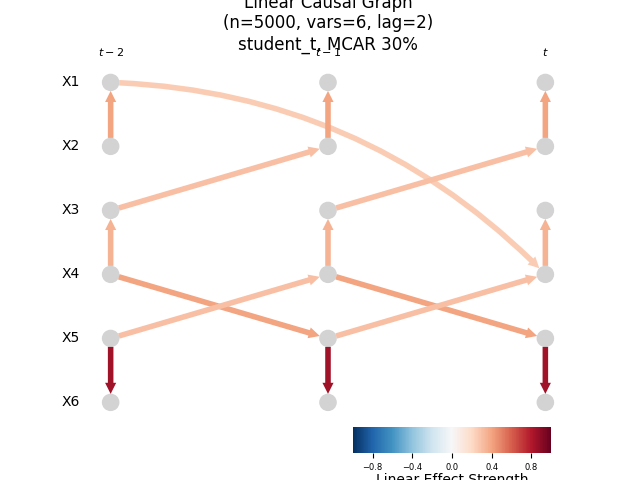 Linear Causal Graph
(n=5000, vars=6, lag=2)
student_t, MCAR 30%
t − 2
t − 1
t
X1
X2
X3
X4
X5
X6
−0.8 −0.4 0.0 0.4 0.8
Linear Effect Strength